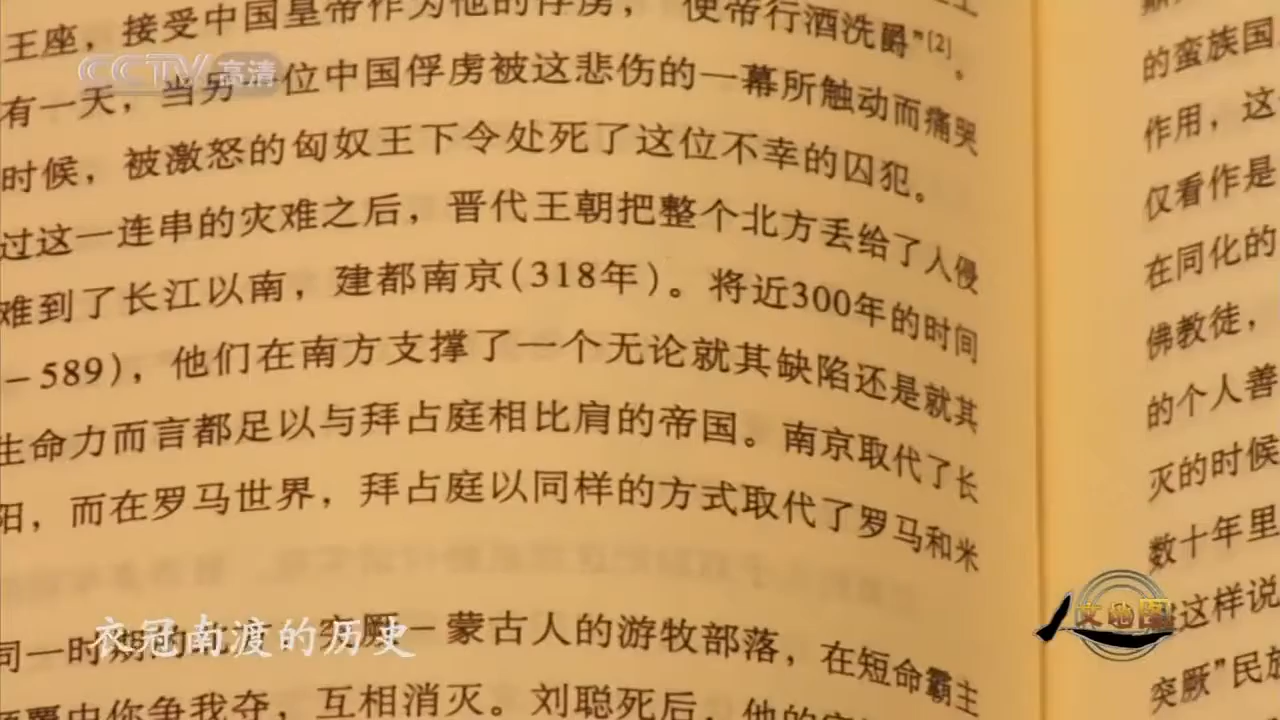 王座，接受中国皇帝作为他的俘虏，“使帝行酒洗爵”[2]。
有一天，当另一位中国俘虏被这悲伤的一幕所触动而痛哭
时候，被激怒的匈奴王下令处死了这位不幸的囚犯。
过这一连串的灾难之后，晋代王朝把整个北方丢给了人侵
难到了长江以南，建都南京(318年)。将近300年的时间
－589)，他们在南方支撑了一个无论就其缺陷还是就其
生命力而言都足以与拜占庭相比肩的帝国。南京取代了长
阳，而在罗马世界，拜占庭以同样的方式取代了罗马和米
同一时期的北方，突厥－蒙古人的游牧部落，在短命霸主
中你争我夺，互相消灭。刘聪死后，他的
的蛮族国
作用，这
仅看作是
在同化的
佛教徒，
的个人善
灭的时候
数十年里
这样说
突厥”民族
CCTV高清
衣冠南渡的历史
人文地图